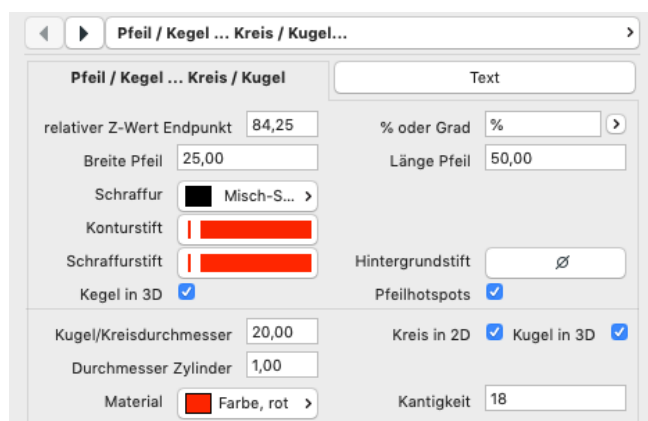 Pfeil / Kegel ... Kreis / Kugel...
Pfeil / Kegel ... Kreis / Kugel Text
relativer Z-Wert Endpunkt 84,25 % oder Grad %
Breite Pfeil 25,00 Länge Pfeil 50,00
Schraffur Misch-S...
Konturstift
Schraffurstift Hintergrundstift
Kegel in 3D Pfeilhotspots
Kugel/Kreisdurchmesser 20,00 Kreis in 2D Kugel in 3D
Durchmesser Zylinder 1,00
Material Farbe, rot Kantigkeit 18